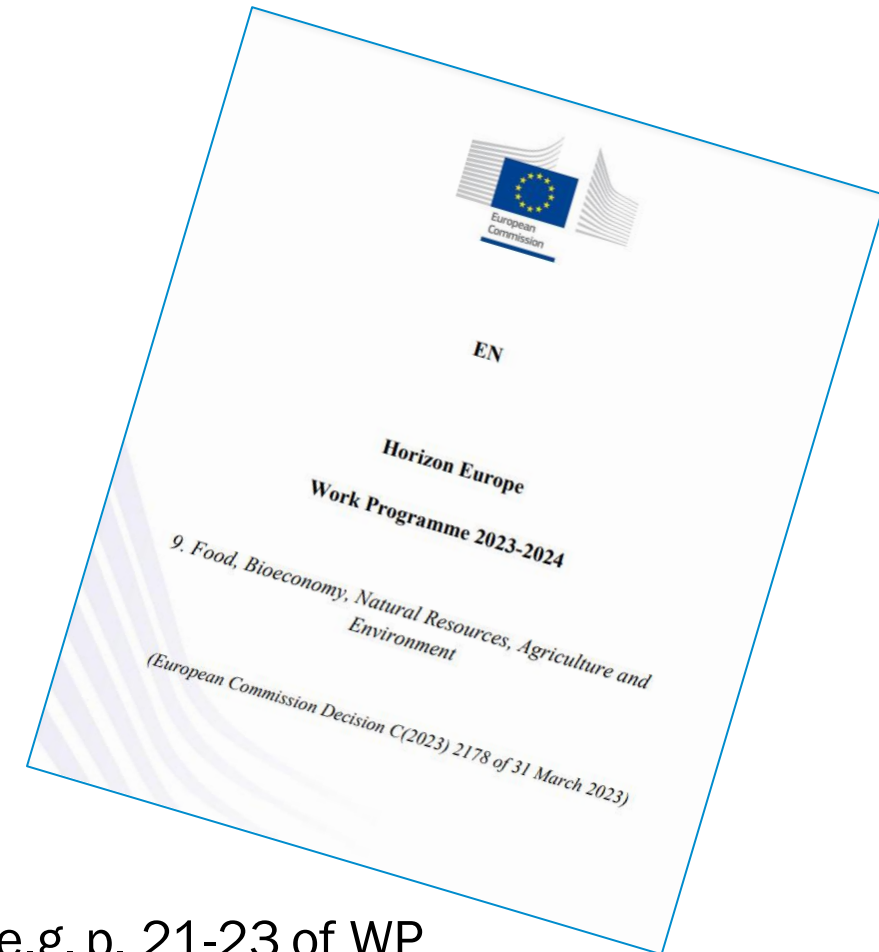 European
Commission
EN
Horizon Europe
Work Programme 2023-2024
9. Food, Bioeconomy, Natural Resources, Agriculture and
Environment
(European Commission Decision C(2023) 2178 of 31 March 2023)
e.g. p. 21-23 of WP